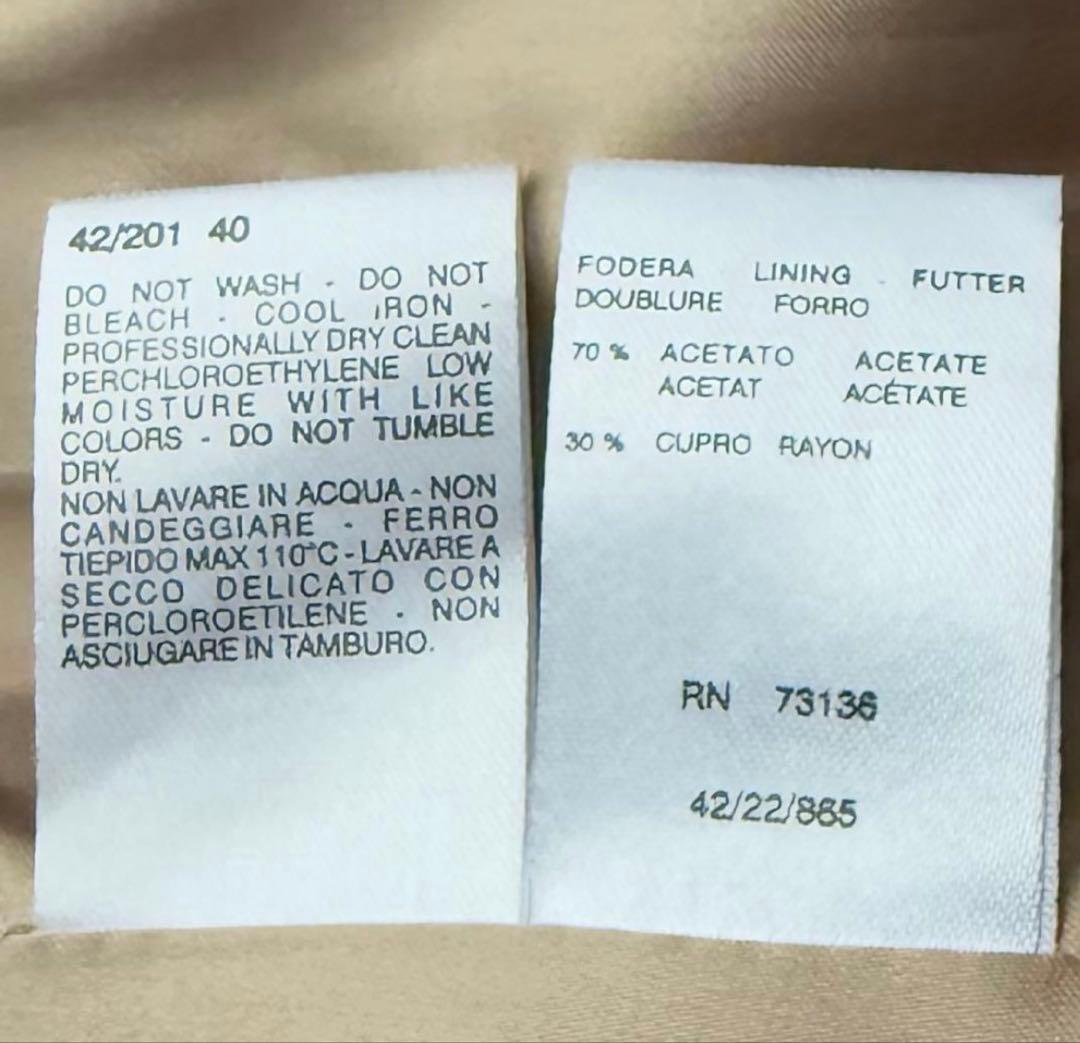 42/201 40
DO NOT WASH - DO NOT
BLEACH - COOL IRON -
PROFESSIONALLY DRY CLEAN
PERCHLOROETHYLENE LOW
MOISTURE WITH LIKE
COLORS - DO NOT TUMBLE
DRY.
NON LAVARE IN ACQUA - NON
CANDEGGIARE - FERRO
TIEPIDO MAX 110°C - LAVARE A
SECCO DELICATO CON
PERCLOROETILENE - NON
ASCIUGARE IN TAMBURO.
FODERA LINING - FUTTER
DOUBLURE FORRO
70 % ACETATO ACETATE
ACETAT ACÉTATE
30 % CUPRO RAYON
RN 73136
42/22/865